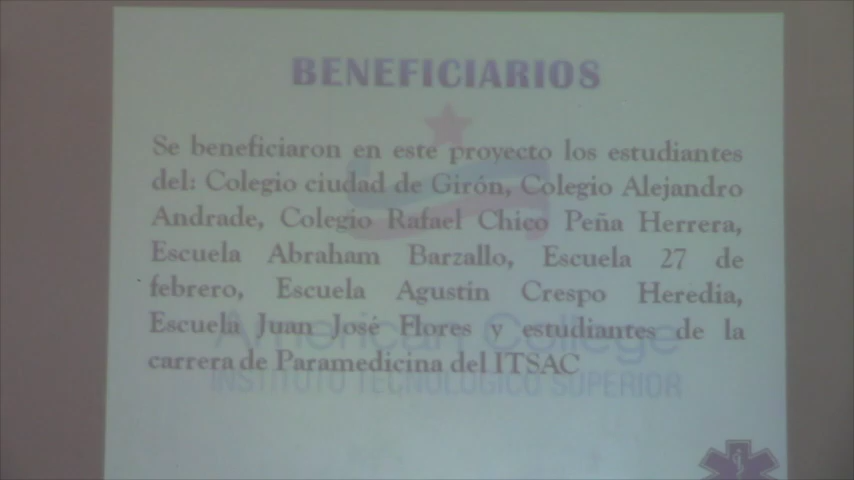 BENEFICIARIOS
Se beneficiaron en este proyecto los estudiantes
del: Colegio ciudad de Girón, Colegio Alejandro
Andrade, Colegio Rafael Chico Peña Herrera,
Escuela Abraham Barzallo, Escuela 27 de
febrero, Escuela Agustin Crespo Heredia,
Escuela Juan José Flores y estudiantes de la
American College
carrera de Paramedicina del ITSAC
INSTITUTO TECNOLOGICO SUPERIOR